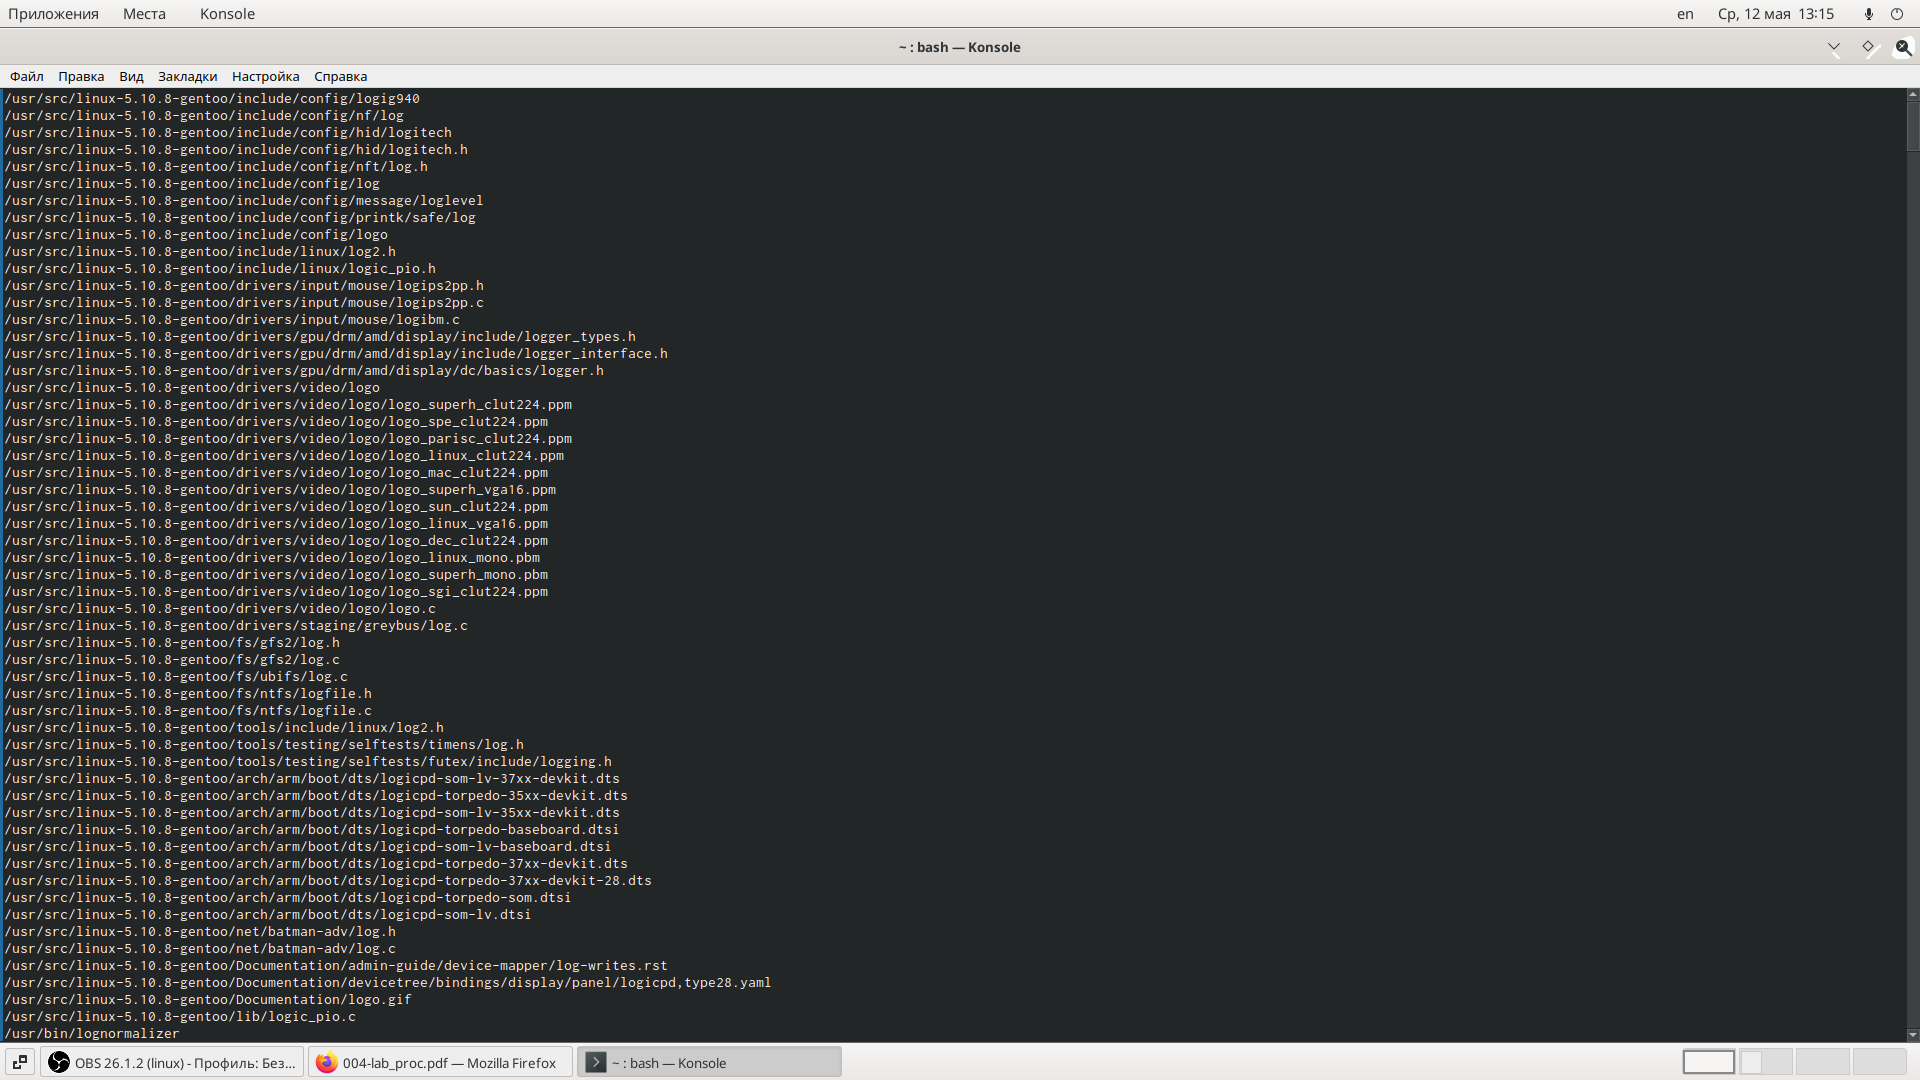 Приложения Места Konsole en Ср, 12 мая 13:15
~ : bash — Konsole
Файл Правка Вид Закладки Настройка Справка
/usr/src/linux-5.10.8-gentoo/include/config/logig940
/usr/src/linux-5.10.8-gentoo/include/config/nf/log
/usr/src/linux-5.10.8-gentoo/include/config/hid/logitech
/usr/src/linux-5.10.8-gentoo/include/config/hid/logitech.h
/usr/src/linux-5.10.8-gentoo/include/config/nft/log.h
/usr/src/linux-5.10.8-gentoo/include/config/log
/usr/src/linux-5.10.8-gentoo/include/config/message/loglevel
/usr/src/linux-5.10.8-gentoo/include/config/printk/safe/log
/usr/src/linux-5.10.8-gentoo/include/config/logo
/usr/src/linux-5.10.8-gentoo/include/linux/log2.h
/usr/src/linux-5.10.8-gentoo/include/linux/logic_pio.h
/usr/src/linux-5.10.8-gentoo/drivers/input/mouse/logips2pp.h
/usr/src/linux-5.10.8-gentoo/drivers/input/mouse/logips2pp.c
/usr/src/linux-5.10.8-gentoo/drivers/input/mouse/logibm.c
/usr/src/linux-5.10.8-gentoo/drivers/gpu/drm/amd/display/include/logger_types.h
/usr/src/linux-5.10.8-gentoo/drivers/gpu/drm/amd/display/include/logger_interface.h
/usr/src/linux-5.10.8-gentoo/drivers/gpu/drm/amd/display/dc/basics/logger.h
/usr/src/linux-5.10.8-gentoo/drivers/video/logo
/usr/src/linux-5.10.8-gentoo/drivers/video/logo/logo_superh_clut224.ppm
/usr/src/linux-5.10.8-gentoo/drivers/video/logo/logo_spe_clut224.ppm
/usr/src/linux-5.10.8-gentoo/drivers/video/logo/logo_parisc_clut224.ppm
/usr/src/linux-5.10.8-gentoo/drivers/video/logo/logo_linux_clut224.ppm
/usr/src/linux-5.10.8-gentoo/drivers/video/logo/logo_mac_clut224.ppm
/usr/src/linux-5.10.8-gentoo/drivers/video/logo/logo_superh_vga16.ppm
/usr/src/linux-5.10.8-gentoo/drivers/video/logo/logo_sun_clut224.ppm
/usr/src/linux-5.10.8-gentoo/drivers/video/logo/logo_linux_vga16.ppm
/usr/src/linux-5.10.8-gentoo/drivers/video/logo/logo_dec_clut224.ppm
/usr/src/linux-5.10.8-gentoo/drivers/video/logo/logo_linux_mono.pbm
/usr/src/linux-5.10.8-gentoo/drivers/video/logo/logo_superh_mono.pbm
/usr/src/linux-5.10.8-gentoo/drivers/video/logo/logo_sgi_clut224.ppm
/usr/src/linux-5.10.8-gentoo/drivers/video/logo/logo.c
/usr/src/linux-5.10.8-gentoo/drivers/staging/greybus/log.c
/usr/src/linux-5.10.8-gentoo/fs/gfs2/log.h
/usr/src/linux-5.10.8-gentoo/fs/gfs2/log.c
/usr/src/linux-5.10.8-gentoo/fs/ubifs/log.c
/usr/src/linux-5.10.8-gentoo/fs/ntfs/logfile.h
/usr/src/linux-5.10.8-gentoo/fs/ntfs/logfile.c
/usr/src/linux-5.10.8-gentoo/tools/include/linux/log2.h
/usr/src/linux-5.10.8-gentoo/tools/testing/selftests/timens/log.h
/usr/src/linux-5.10.8-gentoo/tools/testing/selftests/futex/include/logging.h
/usr/src/linux-5.10.8-gentoo/arch/arm/boot/dts/logicpd-som-lv-37xx-devkit.dts
/usr/src/linux-5.10.8-gentoo/arch/arm/boot/dts/logicpd-torpedo-35xx-devkit.dts
/usr/src/linux-5.10.8-gentoo/arch/arm/boot/dts/logicpd-som-lv-35xx-devkit.dts
/usr/src/linux-5.10.8-gentoo/arch/arm/boot/dts/logicpd-torpedo-baseboard.dtsi
/usr/src/linux-5.10.8-gentoo/arch/arm/boot/dts/logicpd-som-lv-baseboard.dtsi
/usr/src/linux-5.10.8-gentoo/arch/arm/boot/dts/logicpd-torpedo-37xx-devkit.dts
/usr/src/linux-5.10.8-gentoo/arch/arm/boot/dts/logicpd-torpedo-37xx-devkit-28.dts
/usr/src/linux-5.10.8-gentoo/arch/arm/boot/dts/logicpd-torpedo-som.dtsi
/usr/src/linux-5.10.8-gentoo/arch/arm/boot/dts/logicpd-som-lv.dtsi
/usr/src/linux-5.10.8-gentoo/net/batman-adv/log.h
/usr/src/linux-5.10.8-gentoo/net/batman-adv/log.c
/usr/src/linux-5.10.8-gentoo/Documentation/admin-guide/device-mapper/log-writes.rst
/usr/src/linux-5.10.8-gentoo/Documentation/devicetree/bindings/display/panel/logicpd,type28.yaml
/usr/src/linux-5.10.8-gentoo/Documentation/logo.gif
/usr/src/linux-5.10.8-gentoo/lib/logic_pio.c
/usr/bin/lognormalizer
OBS 26.1.2 (linux) - Профиль: Без... 004-lab_proc.pdf — Mozilla Firefox ~ : bash — Konsole